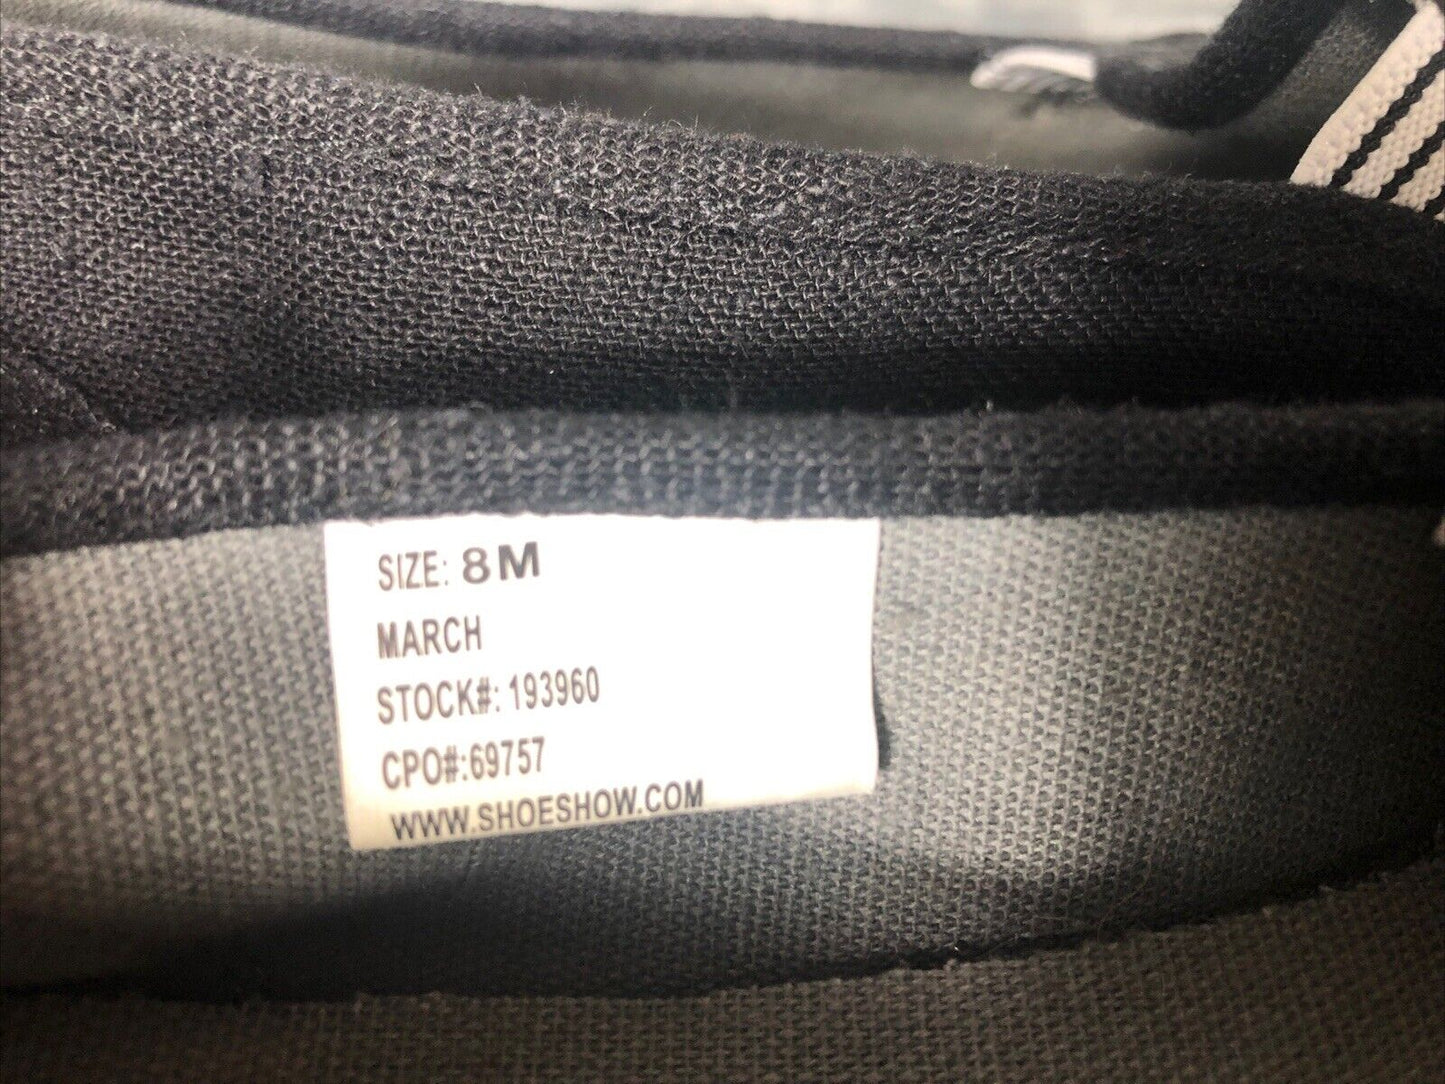 SIZE: 8M
MARCH
STOCK#: 193960
CPO#:69757
WWW.SHOESHOW.COM